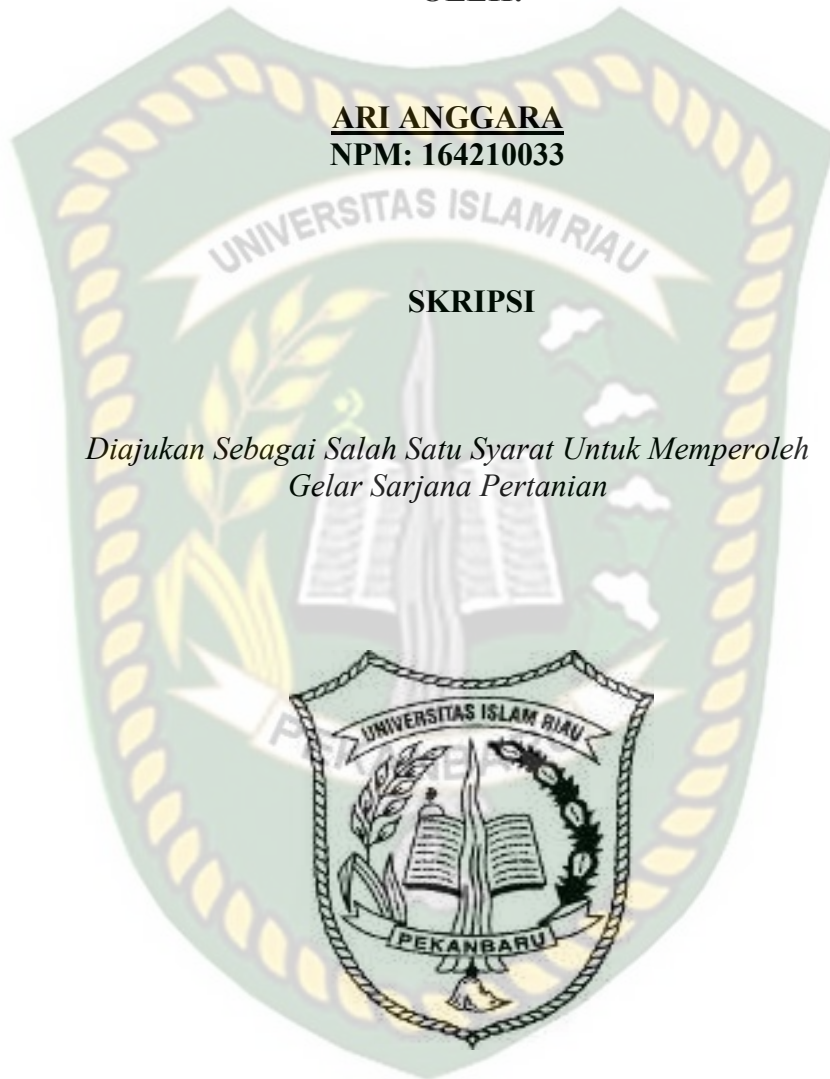 ARI ANGGARA
NPM: 164210033
UNIVERSITAS ISLAM RIAU
SKRIPSI
Diajukan Sebagai Salah Satu Syarat Untuk Memperoleh
Gelar Sarjana Pertanian
UNIVERSITAS ISLAM RIAU
PEKANBARU
PEKANBARU